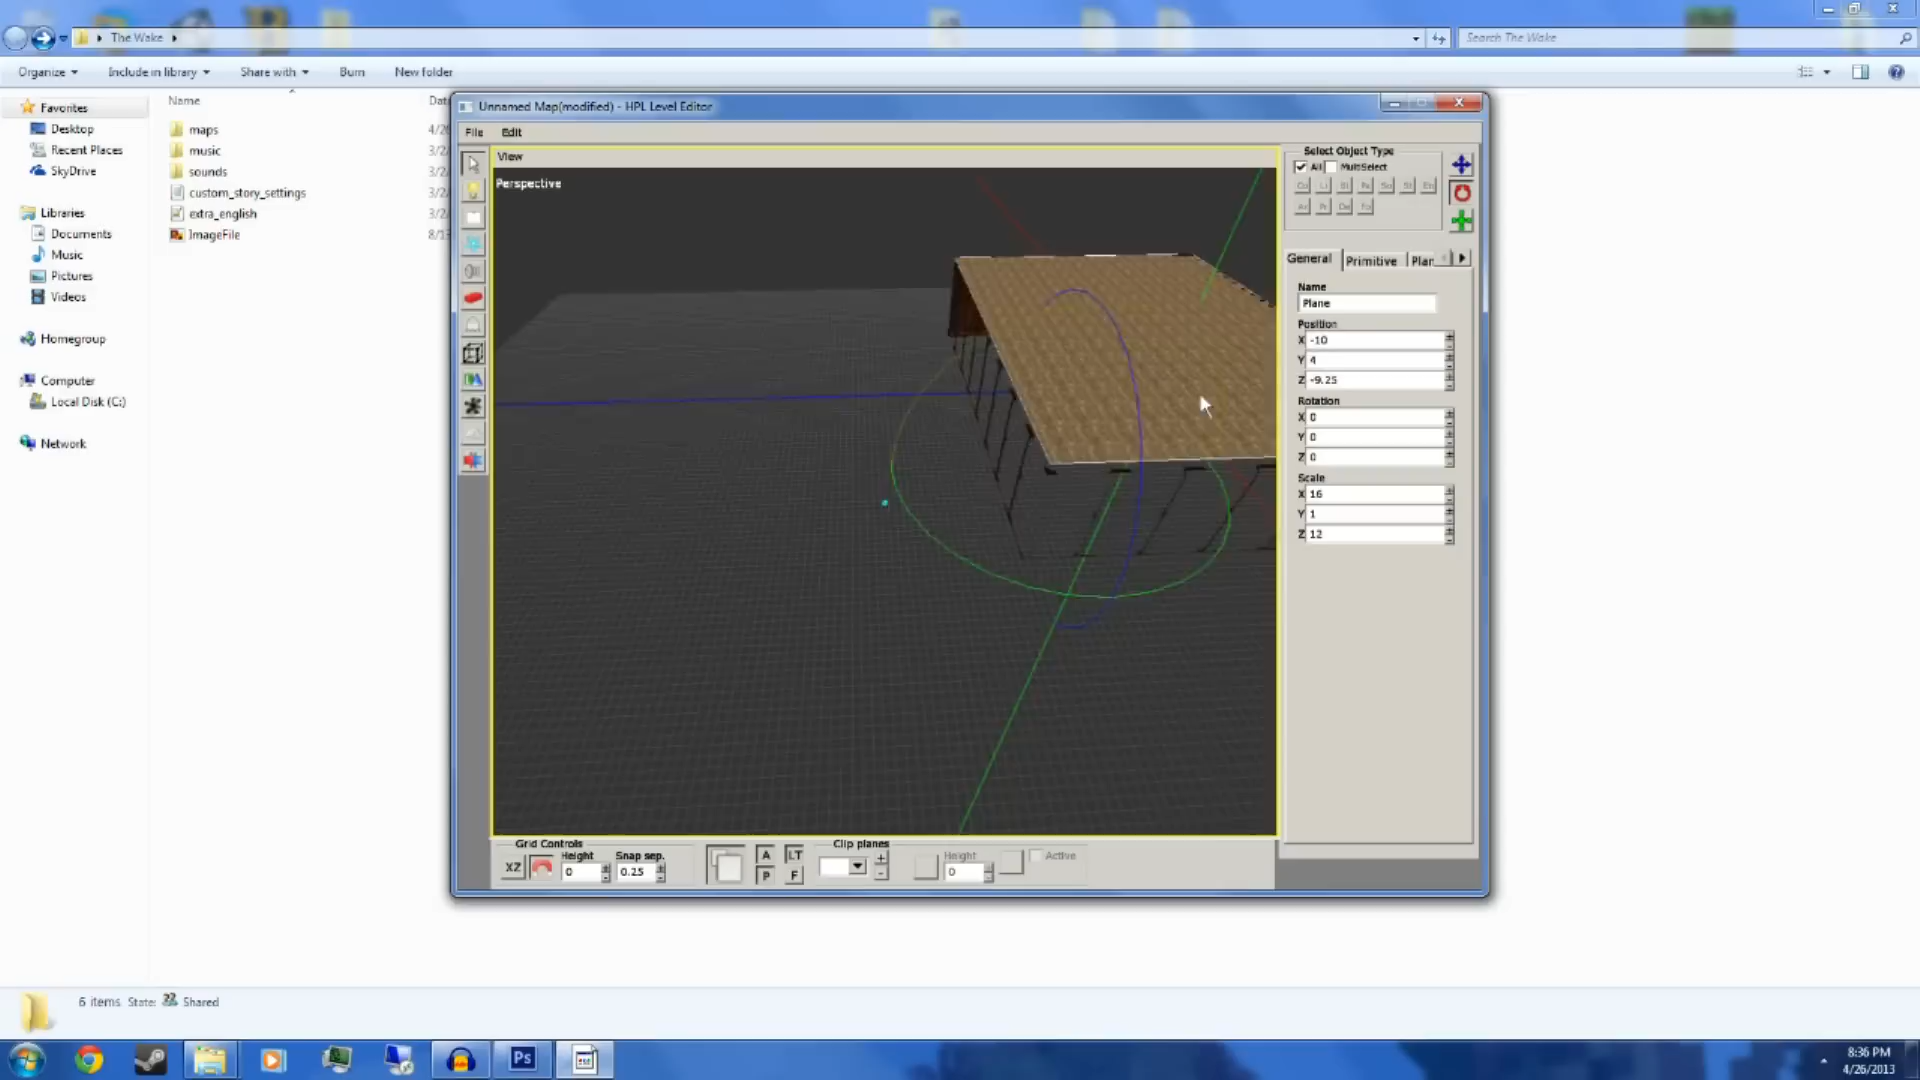 The Wake
Search The Wake
Organize
Include in library
Share with
Burn
New folder
Favorites
Desktop
Recent Places
SkyDrive
Libraries
Documents
Music
Pictures
Videos
Homegroup
Computer
Local Disk (C:)
Network
Name
maps
music
sounds
custom_story_settings
extra_english
ImageFile
Unnamed Map(modified) - HPL Level Editor
File Edit
View
Perspective
Select Object Type
All MultiSelect
General Primitive
Name
Plane
Position
X -10
Y 4
Z -9.25
Rotation
X 0
Y 0
Z 0
Scale
X 16
Y 1
Z 12
Grid Controls
XZ
Height
0
Snap sep.
0.25
A
P
LT
F
Clip planes
Height
0
Active
6 items State: Shared
Ps
8:36 PM
4/26/2013